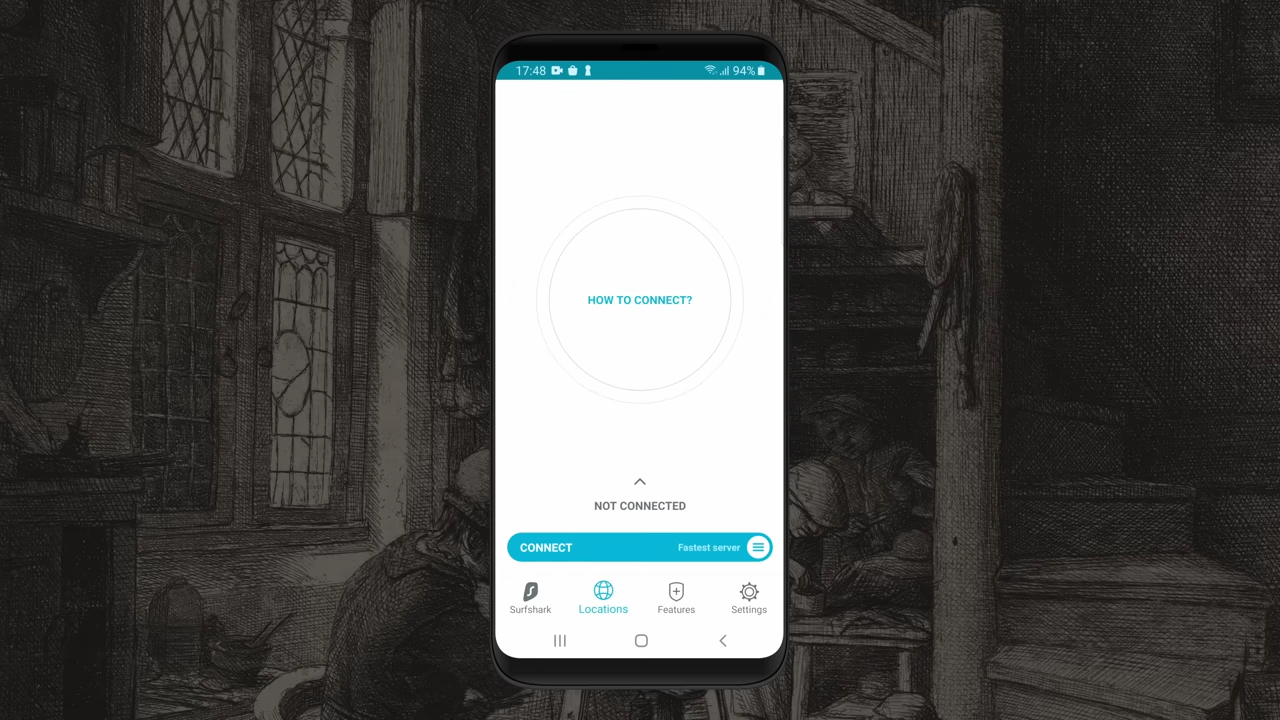 17:48 94%
HOW TO CONNECT?
NOT CONNECTED
CONNECT Fastest server
Surfshark Locations Features Settings